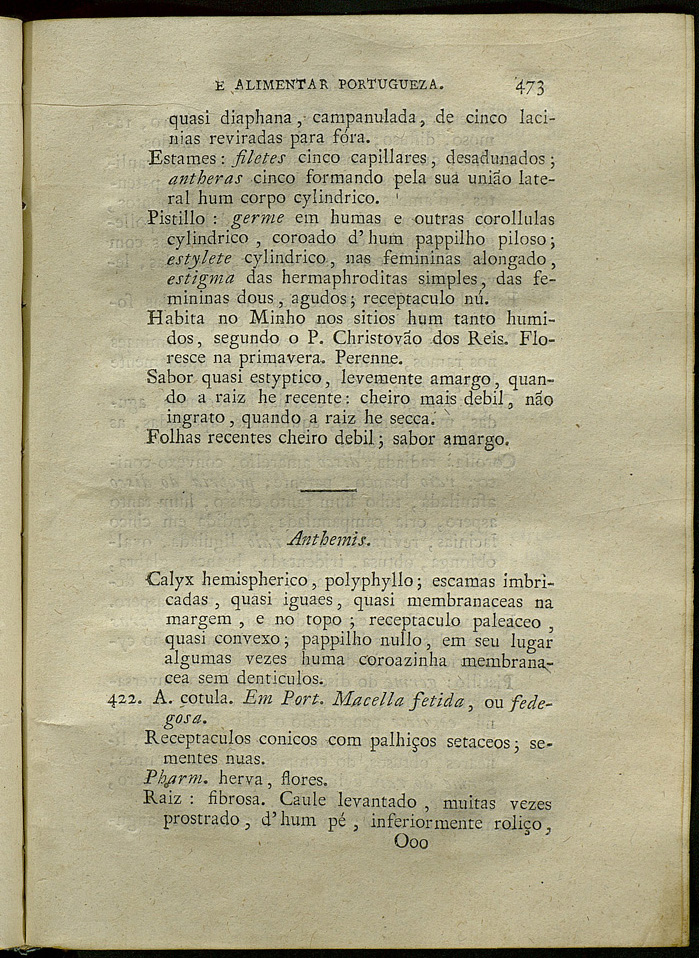 E ALIMENTAR PORTUGUEZA. 473
quasi diaphana, campanulada, de cinco laci-
nias reviradas para fóra.
Estames: filetes cinco capillares, desadunados;
antheras cinco formando pela sua união late-
ral hum corpo cylindrico.
Pistillo: germe em humas e outras corollulas
cylindrico, coroado d'hum pappilho piloso;
estylete cylindrico, nas femininas alongado,
estigma das hermaphroditas simples, das fe-
mininas dous, agudos; receptaculo nú.
Habita no Minho nos sitios hum tanto humi-
dos, segundo o P. Christovão dos Reis. Flo-
resce na primavera. Perenne.
Sabor quasi estyptico, levemente amargo, quan-
do a raiz he recente: cheiro mais debil, não
ingrato, quando a raiz he secca.
Folhas recentes cheiro debil; sabor amargo.
Anthemis.
Calyx hemispherico, polyphyllo; escamas imbri-
cadas, quasi iguaes, quasi membranaceas na
margem, e no topo; receptaculo paleaceo,
quasi convexo; pappilho nullo, em seu lugar
algumas vezes huma coroazinha membrana-
cea sem denticulos.
422. A. cotula. Em Port. Macella fetida, ou fede-
gosa.
Receptaculos conicos com palhiços setaceos; se-
mentes nuas.
Pharm. herva, flores.
Raiz: fibrosa. Caule levantado, muitas vezes
prostrado, d'hum pé, inferiormente roliço,
Ooo